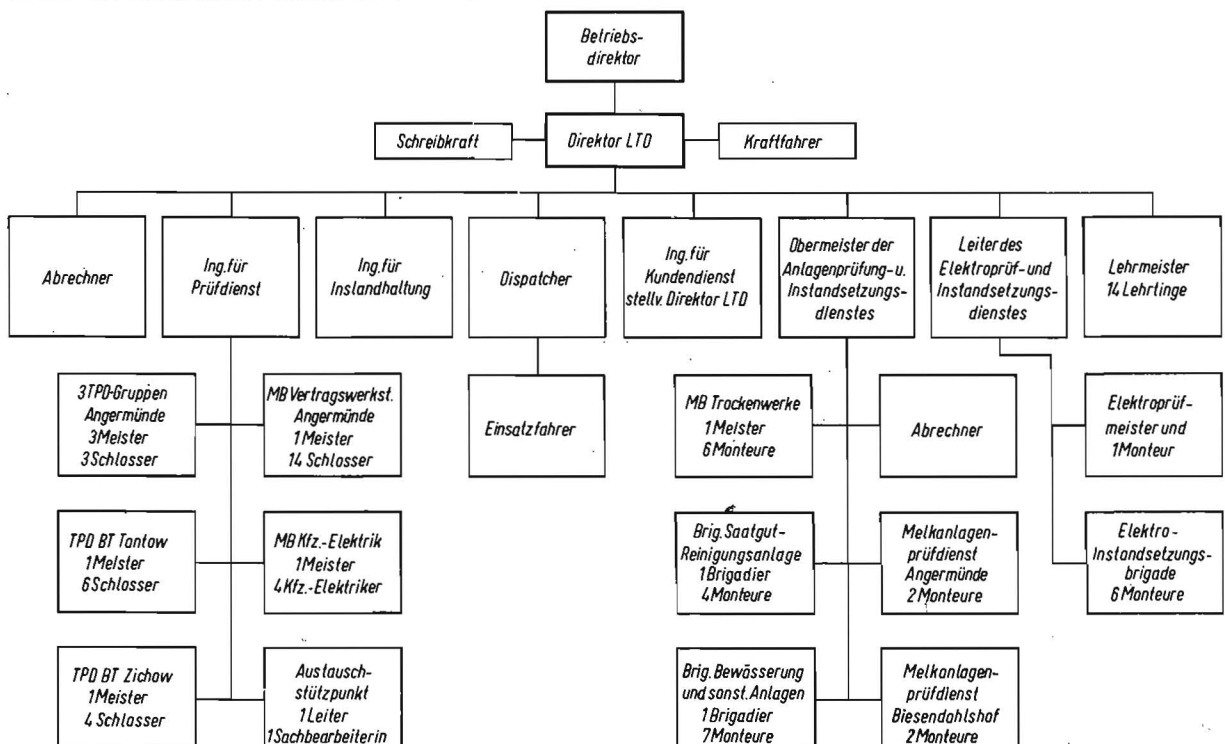 Betriebs-
direktor
Schreibkraft
Direktor LTD
Kraftfahrer
Abrechner
Ing. für
Prüfdienst
Ing. für
Instandhaltung
Dispatcher
Ing. für
Kundendienst
stellv. Direktor LTD
Obermeister der
Anlagenprüfung- u.
Instandsetzungs-
dienstes
Leiter des
Elektroprüf- und
Instandsetzungs-
dienstes
Lehrmeister
14 Lehrlinge
3 TPD-Gruppen
Angermünde
3 Meister
3 Schlosser
MB Vertragswerkst.
Angermünde
1 Meister
14 Schlosser
Einsatzfahrer
MB Trockenwerke
1 Meister
6 Monteure
Abrechner
Elektroprüf-
meister und
1 Monteur
TPD BT Tantow
1 Meister
6 Schlosser
MB Kfz.-Elektrik
1 Meister
4 Kfz.-Elektriker
Brig. Saatgut-
Reinigungsanlage
1 Brigadier
4 Monteure
Melkanlagen-
prüfdienst
Angermünde
2 Monteure
Elektro-
Instandsetzungs-
brigade
6 Monteure
TPD BT Zichow
1 Meister
4 Schlosser
Austausch-
stützpunkt
1 Leiter
1 Sachbearbeiterin
Brig. Bewässerung
und sonst. Anlagen
1 Brigadier
7 Monteure
Melkanlagen-
prüfdienst
Biesendahlshof
2 Monteure